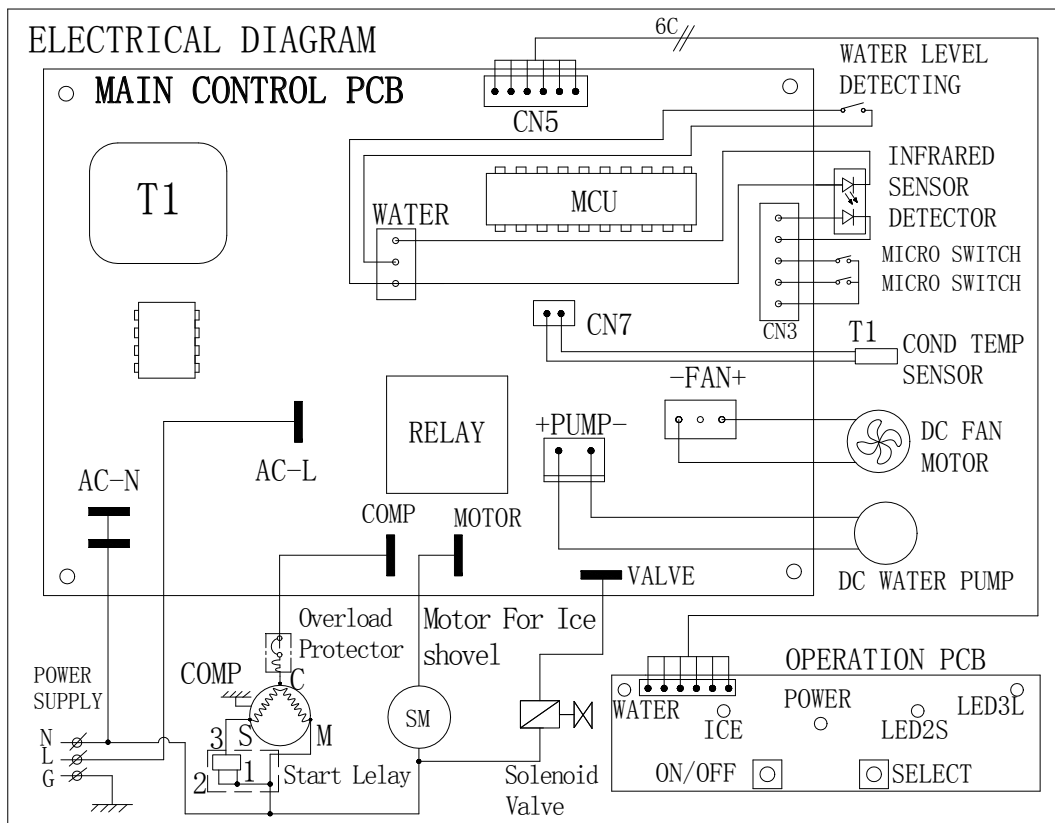 ELECTRICAL DIAGRAM
6C
WATER LEVEL
DETECTING
MAIN CONTROL PCB
CN5
T1
MCU
WATER
INFRARED
SENSOR
DETECTOR
MICRO SWITCH
MICRO SWITCH
CN3
CN7
T1
COND TEMP
SENSOR
-FAN+
DC FAN
MOTOR
RELAY
+PUMP-
AC-L
AC-N
COMP
MOTOR
VALVE
DC WATER PUMP
Overload
Protector
Motor For Ice
shovel
POWER
SUPPLY
COMP
C
S
M
SM
N
L
G
3
2
1
Start Lelay
Solenoid
Valve
OPERATION PCB
WATER
ICE
POWER
LED2S
LED3L
ON/OFF
SELECT